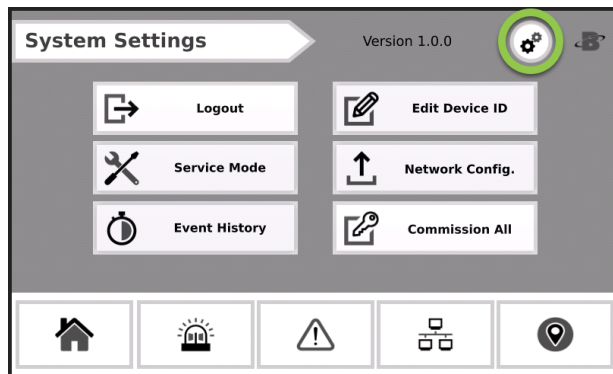 System Settings
Version 1.0.0
B
Logout
Edit Device ID
Service Mode
Network Config.
Event History
Commission All